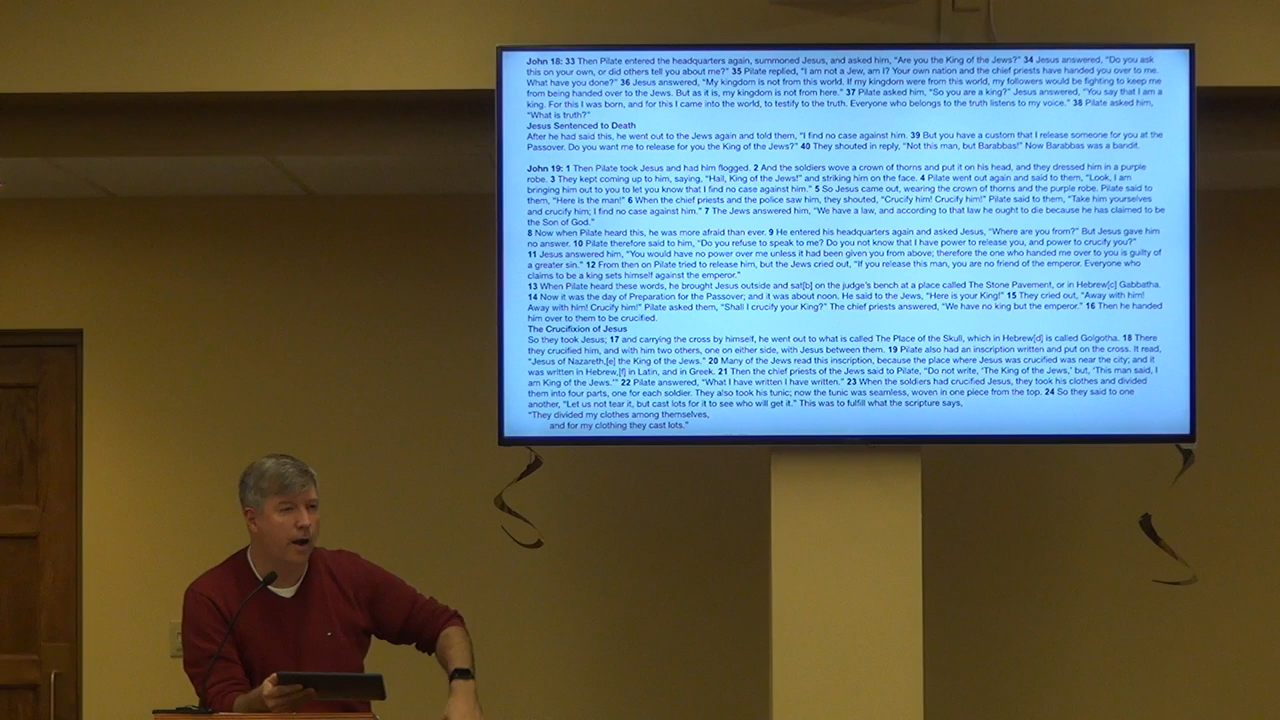 John 18: 33 Then Pilate entered the headquarters again, summoned Jesus, and asked him, “Are you the King of the Jews?” 34 Jesus answered, “Do you ask
this on your own, or did others tell you about me?” 35 Pilate replied, “I am not a Jew, am I? Your own nation and the chief priests have handed you over to me.
What have you done?” 36 Jesus answered, “My kingdom is not from this world. If my kingdom were from this world, my followers would be fighting to keep me
from being handed over to the Jews. But as it is, my kingdom is not from here.” 37 Pilate asked him, “So you are a king?” Jesus answered, “You say that I am a
king. For this I was born, and for this I came into the world, to testify to the truth. Everyone who belongs to the truth listens to my voice.” 38 Pilate asked him,
“What is truth?”
Jesus Sentenced to Death
After he had said this, he went out to the Jews again and told them, “I find no case against him. 39 But you have a custom that I release someone for you at the
Passover. Do you want me to release for you the King of the Jews?” 40 They shouted in reply, “Not this man, but Barabbas!” Now Barabbas was a bandit.
John 19: 1 Then Pilate took Jesus and had him flogged. 2 And the soldiers wove a crown of thorns and put it on his head, and they dressed him in a purple
robe. 3 They kept coming up to him, saying, “Hail, King of the Jews!” and striking him on the face. 4 Pilate went out again and said to them, “Look, I am
bringing him out to you to let you know that I find no case against him.” 5 So Jesus came out, wearing the crown of thorns and the purple robe. Pilate said to
them, “Here is the man!” 6 When the chief priests and the police saw him, they shouted, “Crucify him! Crucify him!” Pilate said to them, “Take him yourselves
and crucify him; I find no case against him.” 7 The Jews answered him, “We have a law, and according to that law he ought to die because he has claimed to be
the Son of God.”
8 Now when Pilate heard this, he was more afraid than ever. 9 He entered his headquarters again and asked Jesus, “Where are you from?” But Jesus gave him
no answer. 10 Pilate therefore said to him, “Do you refuse to speak to me? Do you not know that I have power to release you, and power to crucify you?”
11 Jesus answered him, “You would have no power over me unless it had been given you from above; therefore the one who handed me over to you is guilty of
a greater sin.” 12 From then on Pilate tried to release him, but the Jews cried out, “If you release this man, you are no friend of the emperor. Everyone who
claims to be a king sets himself against the emperor.”
13 When Pilate heard these words, he brought Jesus outside and sat[b] on the judge’s bench at a place called The Stone Pavement, or in Hebrew[c] Gabbatha.
14 Now it was the day of Preparation for the Passover; and it was about noon. He said to the Jews, “Here is your King!” 15 They cried out, “Away with him!
Away with him! Crucify him!” Pilate asked them, “Shall I crucify your King?” The chief priests answered, “We have no king but the emperor.” 16 Then he handed
him over to them to be crucified.
The Crucifixion of Jesus
So they took Jesus; 17 and carrying the cross by himself, he went out to what is called The Place of the Skull, which in Hebrew[d] is called Golgotha. 18 There
they crucified him, and with him two others, one on either side, with Jesus between them. 19 Pilate also had an inscription written and put on the cross. It read,
“Jesus of Nazareth,[e] the King of the Jews.” 20 Many of the Jews read this inscription, because the place where Jesus was crucified was near the city; and it
was written in Hebrew,[f] in Latin, and in Greek. 21 Then the chief priests of the Jews said to Pilate, “Do not write, ‘The King of the Jews,’ but, ‘This man said, I
am King of the Jews.’” 22 Pilate answered, “What I have written I have written.” 23 When the soldiers had crucified Jesus, they took his clothes and divided
them into four parts, one for each soldier. They also took his tunic; now the tunic was seamless, woven in one piece from the top. 24 So they said to one
another, “Let us not tear it, but cast lots for it to see who will get it.” This was to fulfill what the scripture says,
“They divided my clothes among themselves,
and for my clothing they cast lots.”